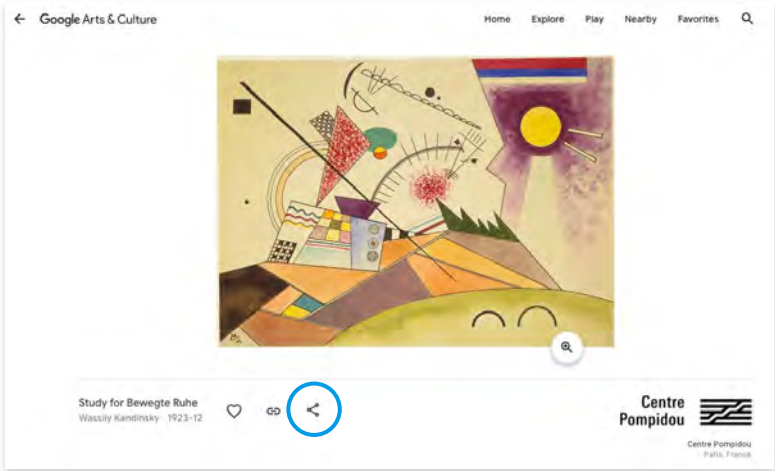 Google Arts & Culture
Home Explore Play Nearby Favorites
Study for Bewegte Ruhe
Wassily Kandinsky 1923-12
Centre
Pompidou
Centre Pompidou
Paris, France